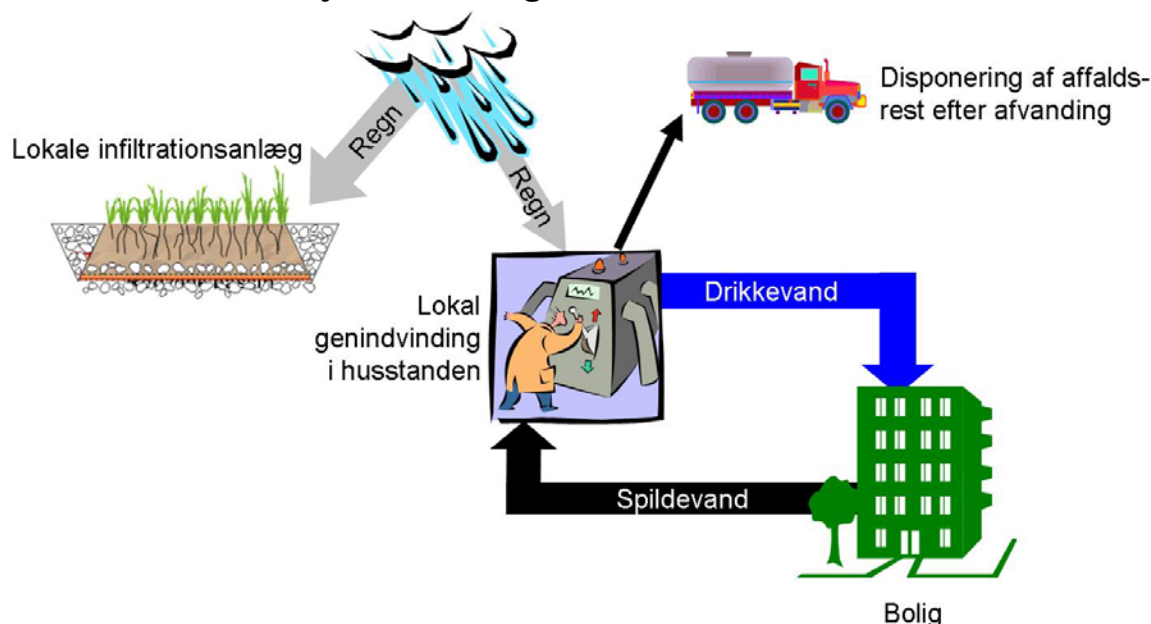 Disponering af affalds-
rest efter afvanding
Regn
Lokale infiltrationsanlæg
Regn
Drikkevand
Lokal
genindvinding
i husstanden
Spildevand
Bolig